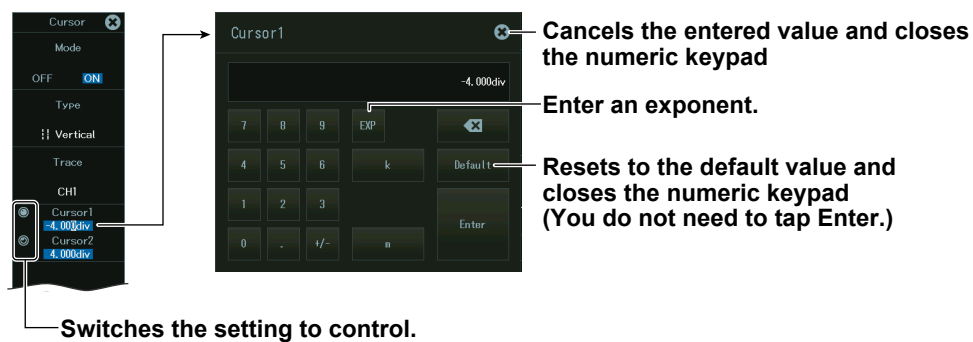 Cursor
Mode
OFF ON
Type
Vertical
Trace
CH1
Cursor1
-4.000div
Cursor2
4.000div
Cursor1
-4.000div
7 8 9 EXP
4 5 6 k Default
1 2 3
Enter
0 . +/- m
Cancels the entered value and closes
the numeric keypad
Enter an exponent.
Resets to the default value and
closes the numeric keypad
(You do not need to tap Enter.)
Switches the setting to control.